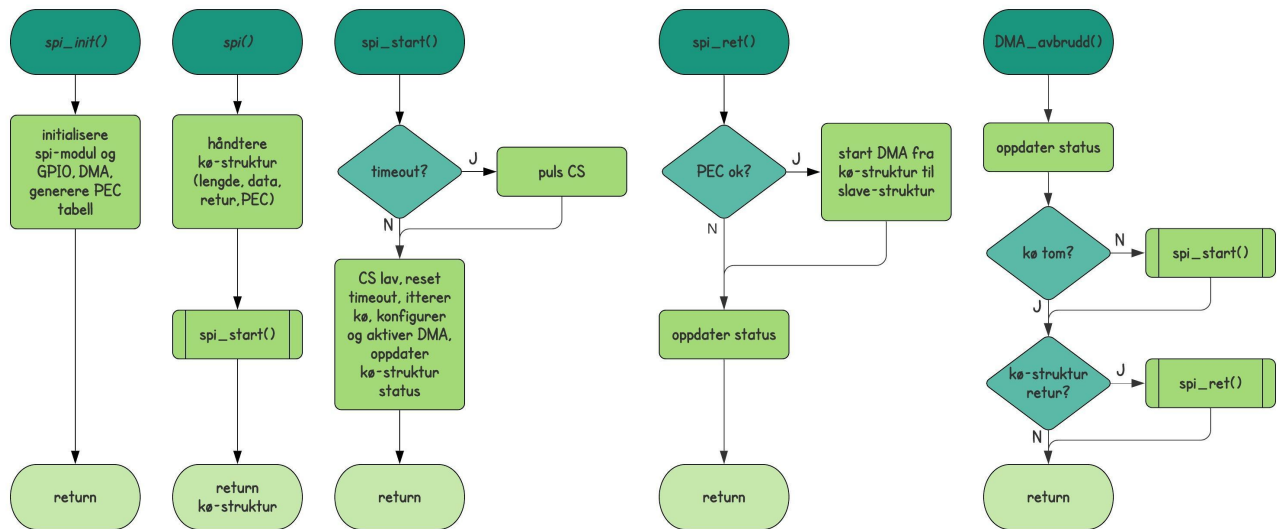 spi_init()
initialisere
spi-modul og
GPIO, DMA,
generere PEC
tabell
return
spi()
håndtere
kø-struktur
(lengde, data,
retur, PEC)
spi_start()
return
kø-struktur
spi_start()
timeout?
J
puls CS
N
CS lav, reset
timeout, itterer
kø, konfigurer
og aktiver DMA,
oppdater
kø-struktur
status
return
spi_ret()
PEC ok?
J
start DMA fra
kø-struktur til
slave-struktur
N
oppdater status
return
DMA_avbrudd()
oppdater status
kø tom?
N
spi_start()
J
kø-struktur
retur?
J
spi_ret()
N
return